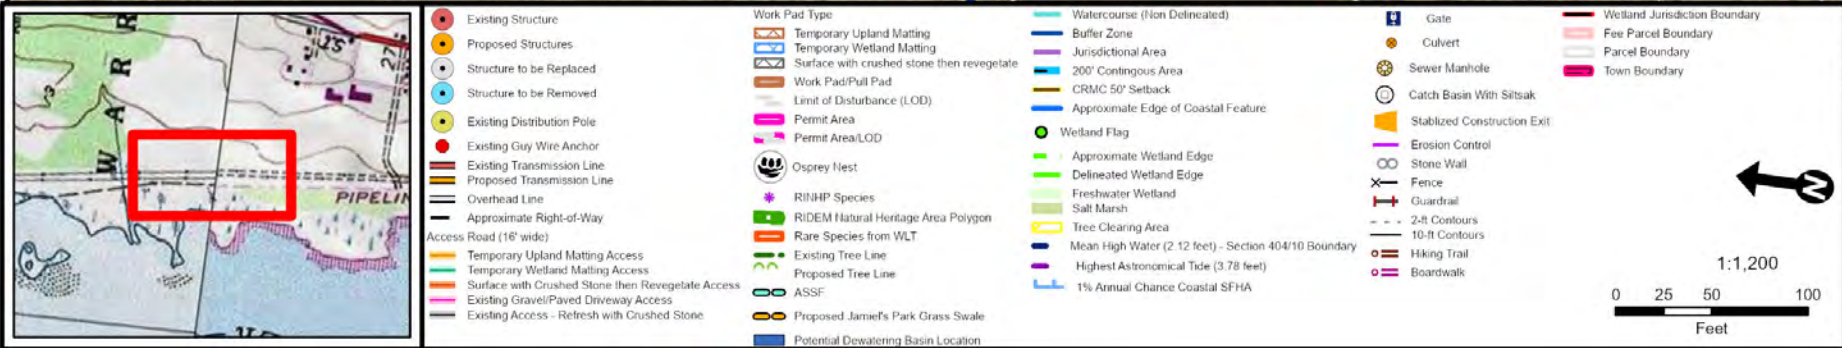 W A R R
25
27
3
PIPELIN
Existing Structure
Proposed Structures
Structure to be Replaced
Structure to be Removed
Existing Distribution Pole
Existing Guy Wire Anchor
Existing Transmission Line
Proposed Transmission Line
Overhead Line
Approximate Right-of-Way
Access Road (16' wide)
Temporary Upland Matting Access
Temporary Wetland Matting Access
Surface with Crushed Stone then Revegetate Access
Existing Gravel/Paved Driveway Access
Existing Access - Refresh with Crushed Stone
Work Pad Type
Temporary Upland Matting
Temporary Wetland Matting
Surface with crushed stone then revegetate
Work Pad/Pull Pad
Limit of Disturbance (LOD)
Permit Area
Permit Area/LOD
Osprey Nest
RINHP Species
RIDEM Natural Heritage Area Polygon
Rare Species from WLT
Existing Tree Line
Proposed Tree Line
ASSF
Proposed Jamiel's Park Grass Swale
Potential Dewatering Basin Location
Watercourse (Non Delineated)
Buffer Zone
Jurisdictional Area
200' Contingous Area
CRMC 50' Setback
Approximate Edge of Coastal Feature
Wetland Flag
Approximate Wetland Edge
Delineated Wetland Edge
Freshwater Wetland
Salt Marsh
Tree Clearing Area
Mean High Water (2.12 feet) - Section 404/10 Boundary
Highest Astronomical Tide (3.78 feet)
1% Annual Chance Coastal SFHA
Gate
Culvert
Sewer Manhole
Catch Basin With Siltsak
Stablized Construction Exit
Erosion Control
Stone Wall
Fence
Guardrail
2-ft Contours
10-ft Contours
Hiking Trail
Boardwalk
Wetland Jurisdiction Boundary
Fee Parcel Boundary
Parcel Boundary
Town Boundary
N
1:1,200
0 25 50 100
Feet